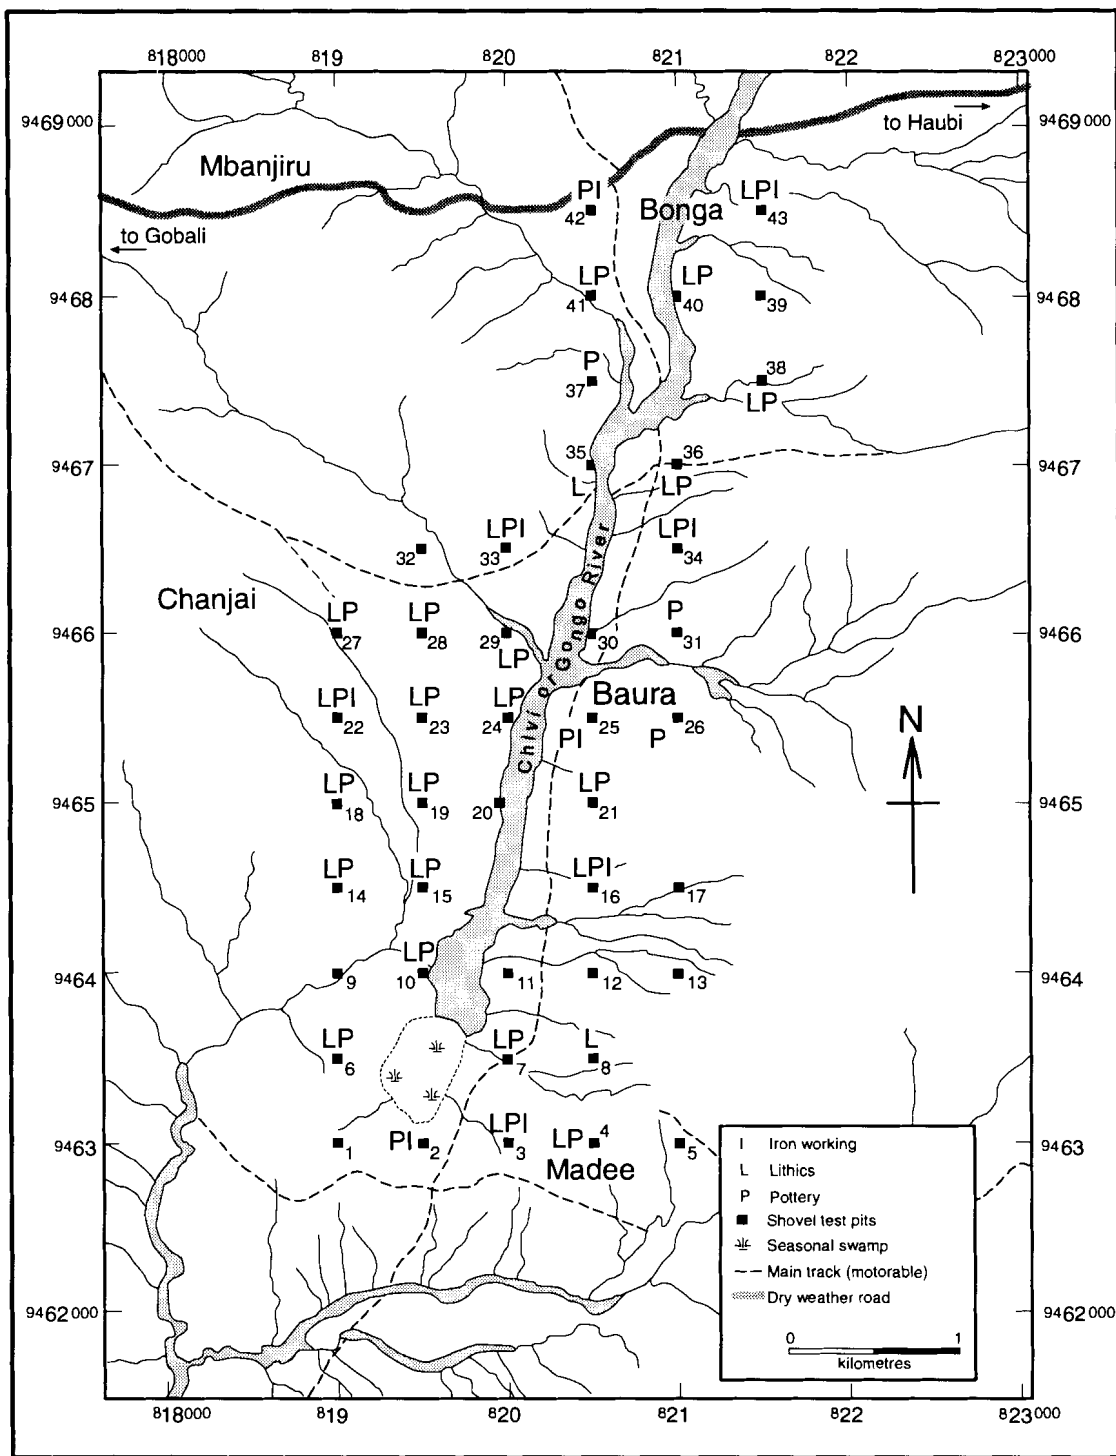 818000 819 820 821 822 823000
9469000 to Haubi 9469000
Mbanjiru
PI LPI
42 Bonga 43
to Gobali
LP LP
9468 41 40 39 9468
P
37 38
LP
35 36
9467 9467
L LP
LPI LPI
32 33 34
Chanjai
LP LP P
9466 27 28 29 30 31 9466
LP
Chivi or Gongo River
Baura
LPI LP LP
22 23 24 25 26
PI P
N
LP LP LP
9465 18 19 20 21 9465
LP LP LPI
14 15 16 17
LP
9464 9 10 11 12 13 9464
LP LP L
6 7 8
LPI
9463 1 PI 2 3 LP 4 5 9463
Madee
I Iron working
L Lithics
P Pottery
Shovel test pits
Seasonal swamp
Main track (motorable)
Dry weather road
0 1
kilometres
9462000 9462000
818000 819 820 821 822 823000